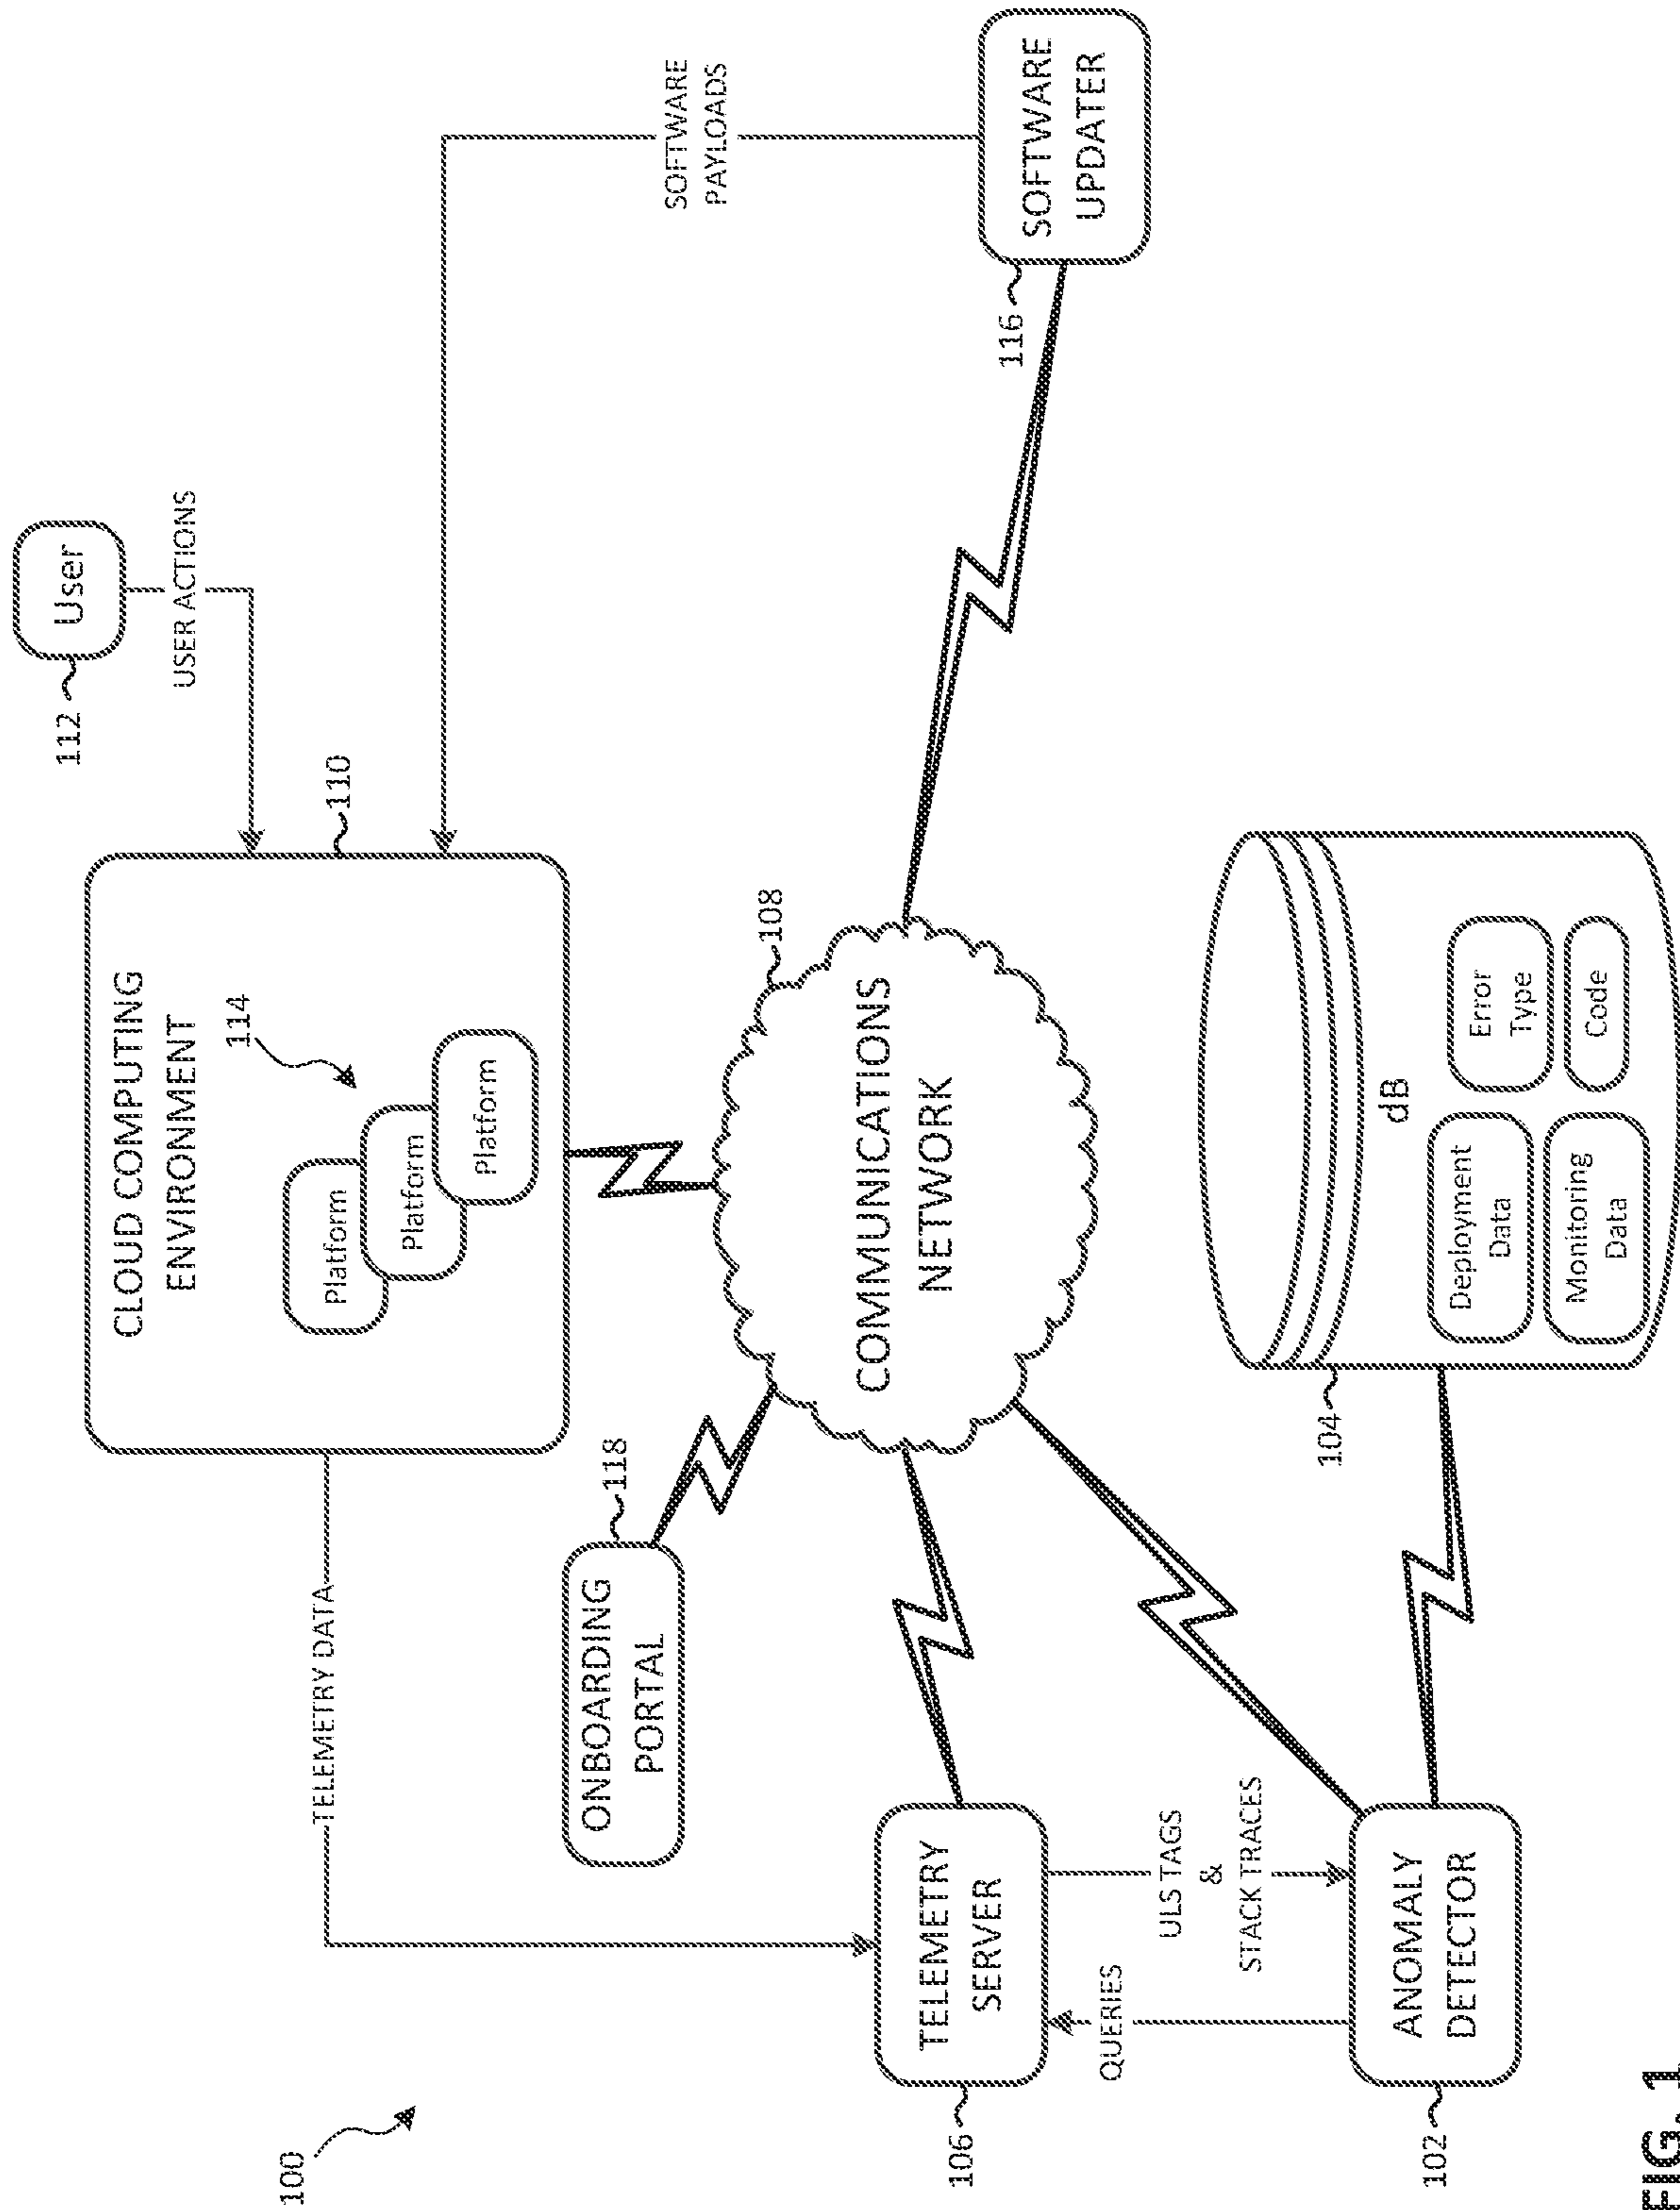 100
112
User
USER ACTIONS
CLOUD COMPUTING
ENVIRONMENT
110
114
Platform
Platform
Platform
TELEMETRY DATA
SOFTWARE
PAYLOADS
ONBOARDING
PORTAL
118
108
COMMUNICATIONS
NETWORK
116
SOFTWARE
UPDATER
106
TELEMETRY
SERVER
QUERIES
ULS TAGS
&
STACK TRACES
102
ANOMALY
DETECTOR
104
dB
Deployment
Data
Error
Type
Monitoring
Data
Code
FIG. 1